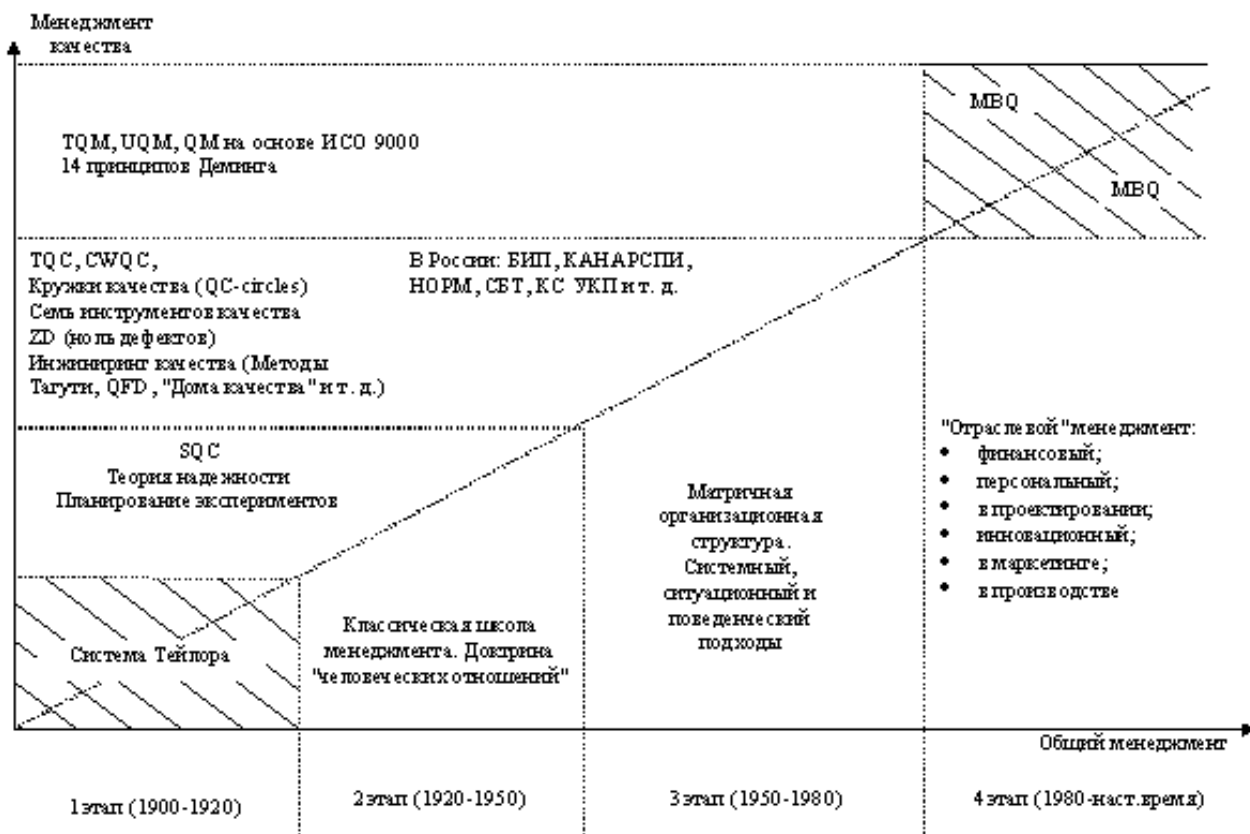 Менеджмент
качества
MBQ
MBQ
TQM, UQM, QM на основе ИСО 9000
14 принципов Деминга
TQC, CWQC,
Кружки качества (QC-circles)
Семь инструментов качества
ZD (ноль дефектов)
Инжиниринг качества (Методы
Тагути, QFD, "Дома качества" и т. д.)
В России: БИП, КАНАРСПИ,
НОРМ, СБТ, КС УКП и т. д.
SQC
Теория надежности
Планирование экспериментов
Система Тейлора
Классическая школа
менеджмента. Доктрина
"человеческих отношений"
Матричная
организационная
структура.
Системный,
ситуационный и
поведенческий
подходы
"Отраслевой" менеджмент:
• финансовый;
• персональный;
• в проектировании;
• инновационный;
• в маркетинге;
• в производстве
Общий менеджмент
1 этап (1900-1920)
2 этап (1920-1950)
3 этап (1950-1980)
4 этап (1980-наст.время)